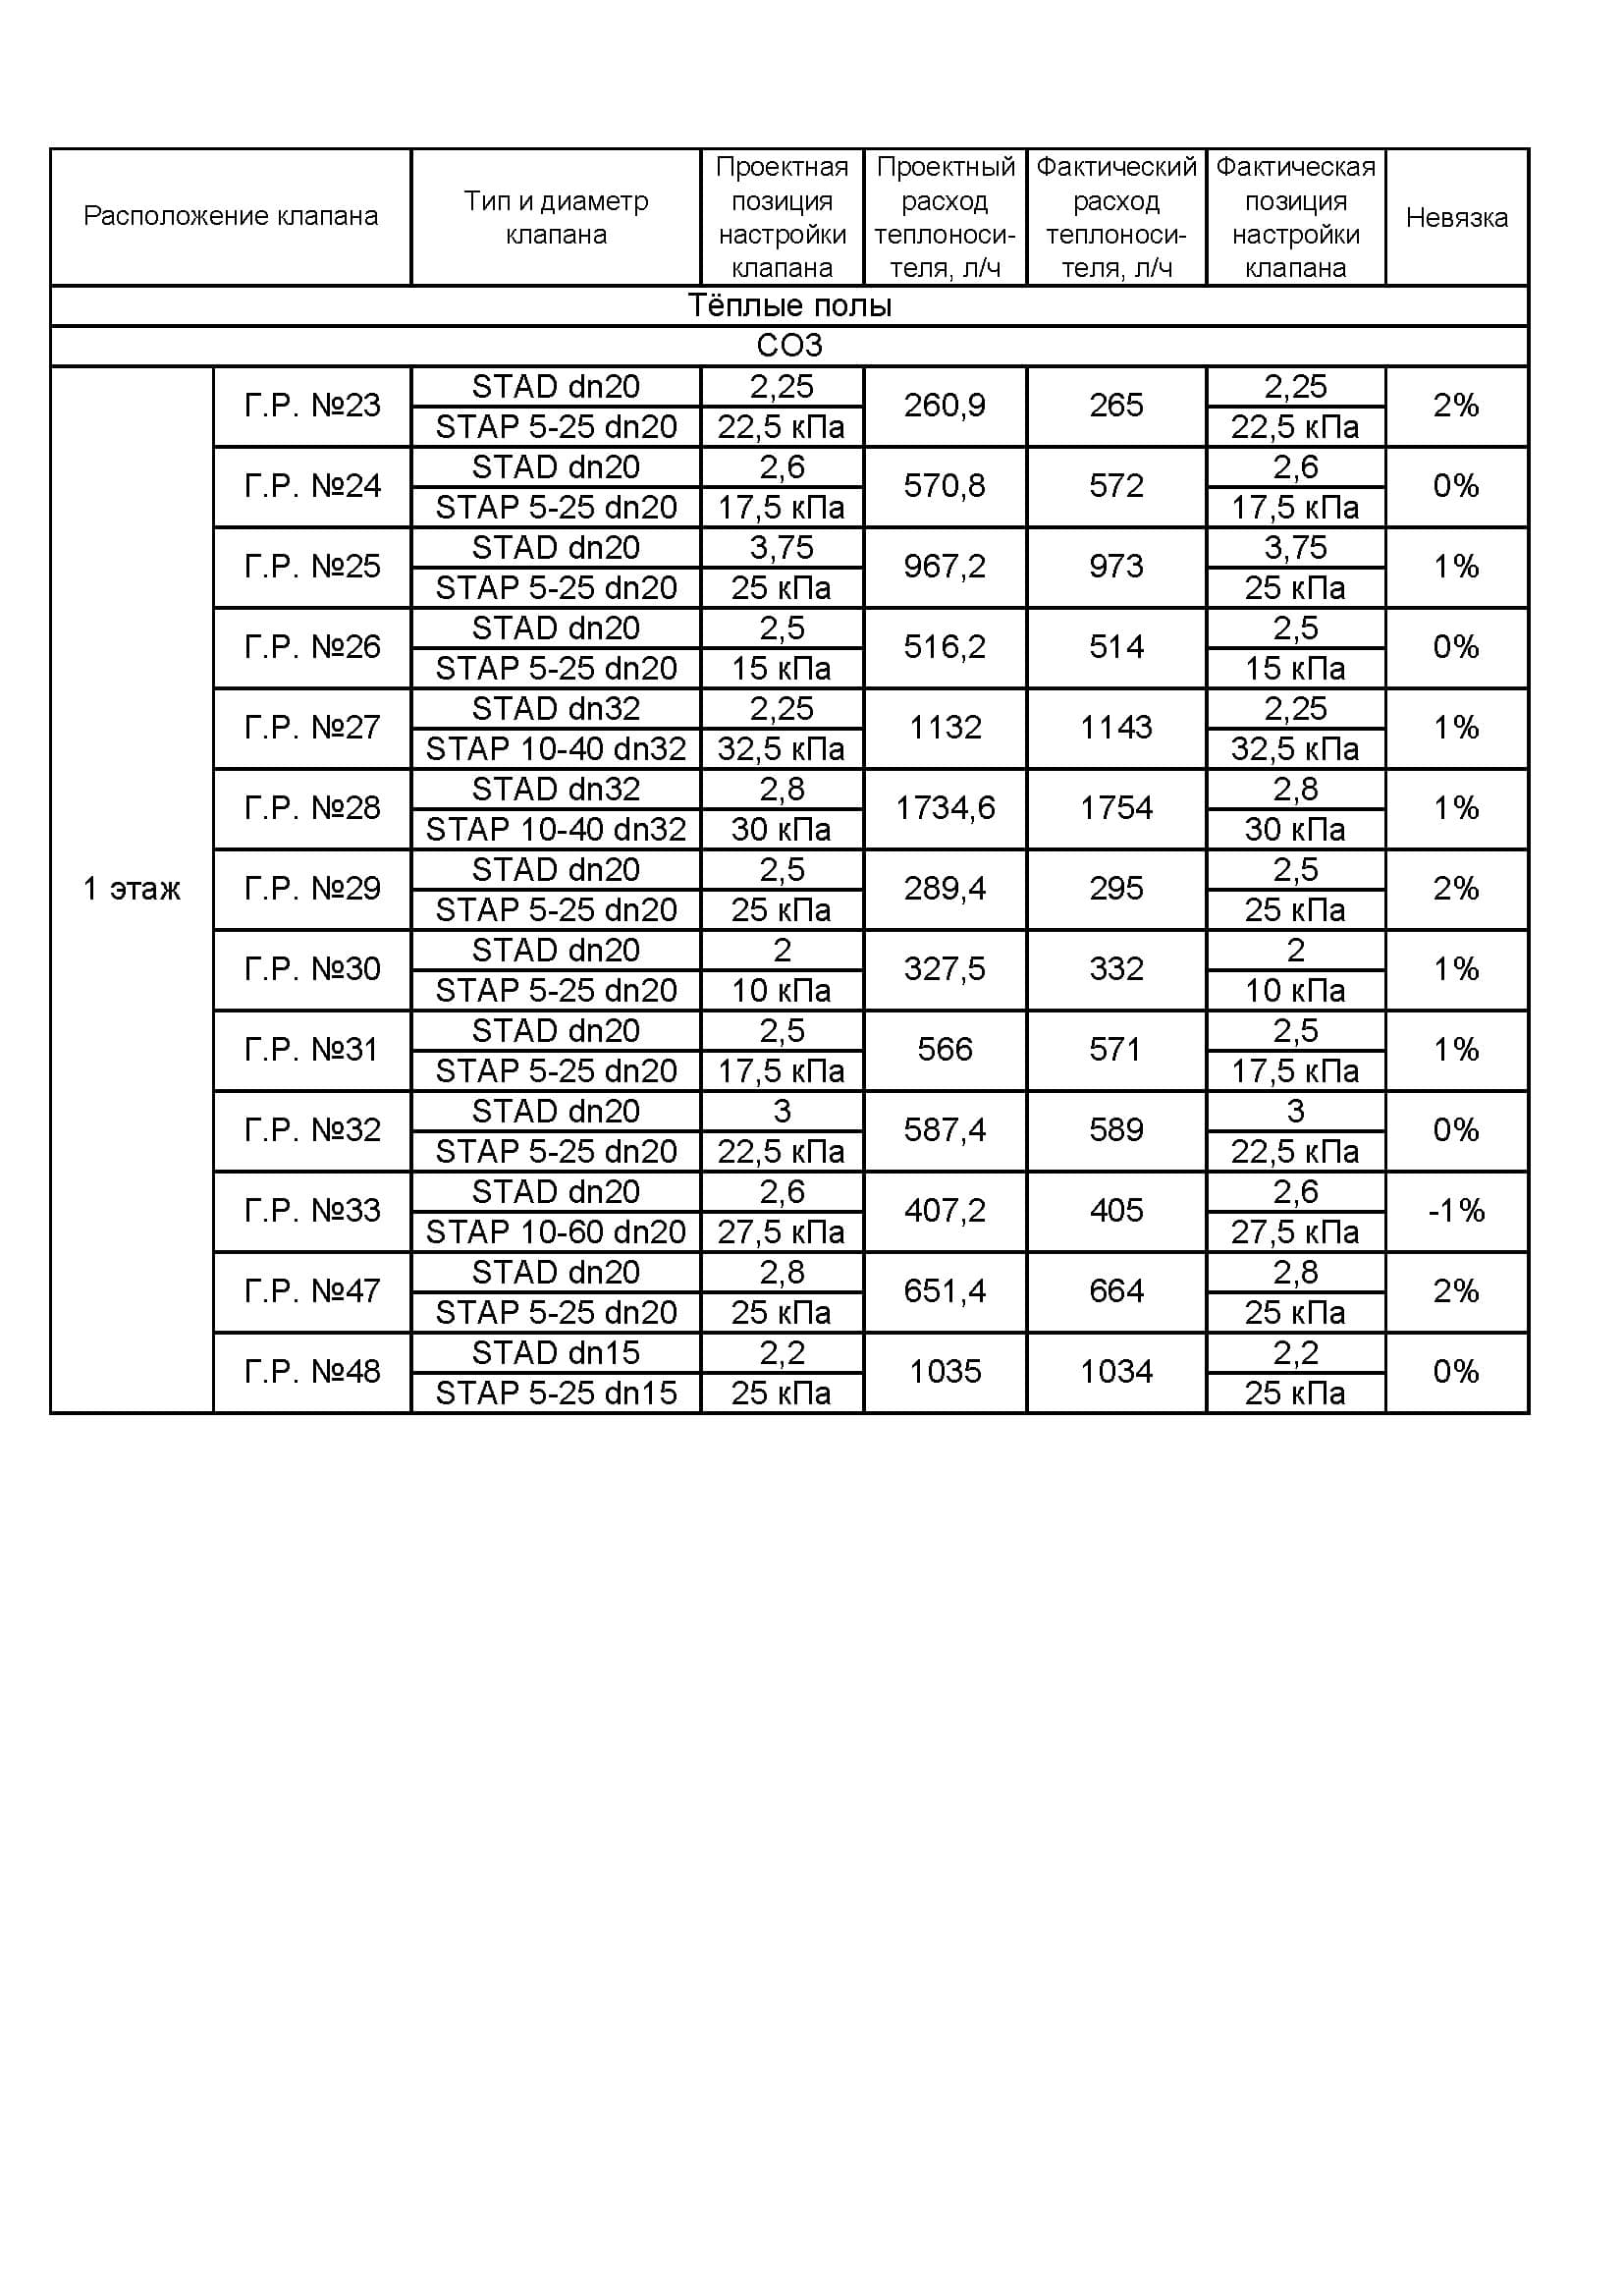 Расположение клапана
Тип и диаметр
клапана
Проектная
позиция
настройки
клапана
Проектный
расход
теплоноси-
теля, л/ч
Фактический
расход
теплоноси-
теля, л/ч
Фактическая
позиция
настройки
клапана
Невязка
Тёплые полы
СО3
1 этаж
Г.Р. №23
STAD dn20
2,25
260,9
265
2,25
2%
STAP 5-25 dn20
22,5 кПа
22,5 кПа
Г.Р. №24
STAD dn20
2,6
570,8
572
2,6
0%
STAP 5-25 dn20
17,5 кПа
17,5 кПа
Г.Р. №25
STAD dn20
3,75
967,2
973
3,75
1%
STAP 5-25 dn20
25 кПа
25 кПа
Г.Р. №26
STAD dn20
2,5
516,2
514
2,5
0%
STAP 5-25 dn20
15 кПа
15 кПа
Г.Р. №27
STAD dn32
2,25
1132
1143
2,25
1%
STAP 10-40 dn32
32,5 кПа
32,5 кПа
Г.Р. №28
STAD dn32
2,8
1734,6
1754
2,8
1%
STAP 10-40 dn32
30 кПа
30 кПа
Г.Р. №29
STAD dn20
2,5
289,4
295
2,5
2%
STAP 5-25 dn20
25 кПа
25 кПа
Г.Р. №30
STAD dn20
2
327,5
332
2
1%
STAP 5-25 dn20
10 кПа
10 кПа
Г.Р. №31
STAD dn20
2,5
566
571
2,5
1%
STAP 5-25 dn20
17,5 кПа
17,5 кПа
Г.Р. №32
STAD dn20
3
587,4
589
3
0%
STAP 5-25 dn20
22,5 кПа
22,5 кПа
Г.Р. №33
STAD dn20
2,6
407,2
405
2,6
-1%
STAP 10-60 dn20
27,5 кПа
27,5 кПа
Г.Р. №47
STAD dn20
2,8
651,4
664
2,8
2%
STAP 5-25 dn20
25 кПа
25 кПа
Г.Р. №48
STAD dn15
2,2
1035
1034
2,2
0%
STAP 5-25 dn15
25 кПа
25 кПа